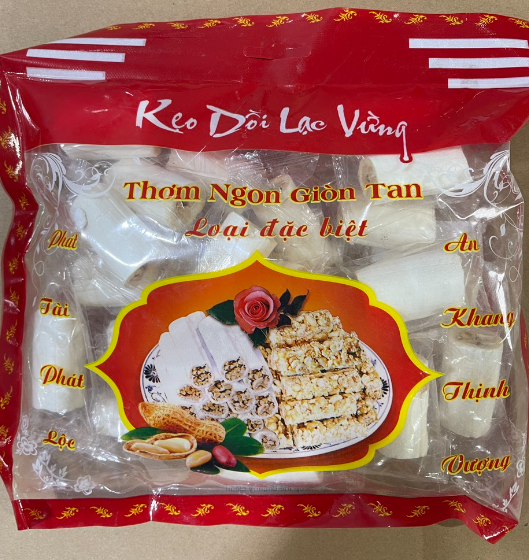 Kẹo Dồi Lạc Vừng
Thơm Ngon Giòn Tan
Loại đặc biệt
Phát
Tài
Phát
Lộc
An
Khang
Thịnh
Vượng